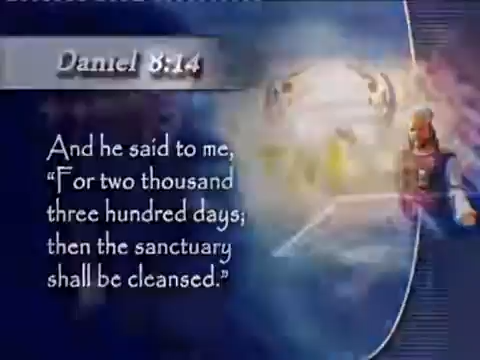 Daniel 8:14
And he said to me,
“For two thousand
three hundred days;
then the sanctuary
shall be cleansed.”